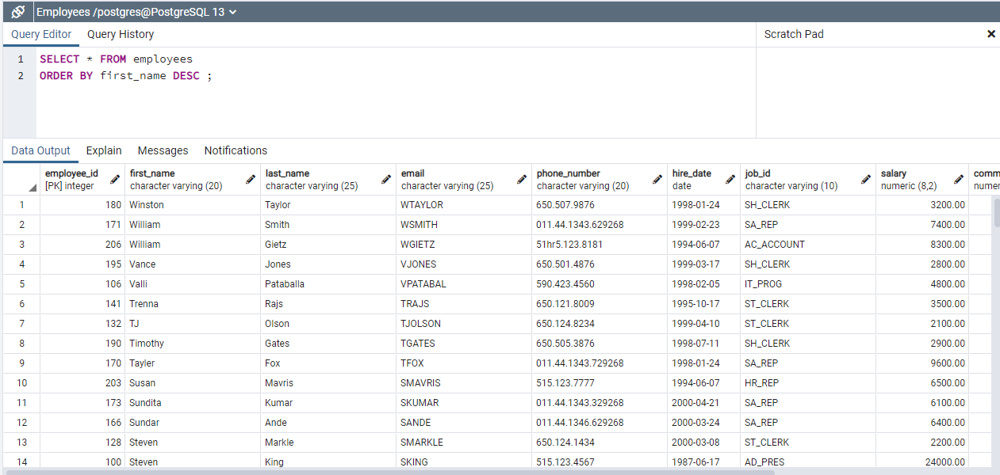 Employees /postgres@PostgreSQL 13
Query Editor Query History Scratch Pad
1 SELECT * FROM employees
2 ORDER BY first_name DESC ;
Data Output Explain Messages Notifications
employee_id first_name last_name email phone_number hire_date job_id salary comm
[PK] integer character varying (20) character varying (25) character varying (25) character varying (20) date character varying (10) numeric (8,2) numer
1 180 Winston Taylor WTAYLOR 650.507.9876 1998-01-24 SH_CLERK 3200.00
2 171 William Smith WSMITH 011.44.1343.629268 1999-02-23 SA_REP 7400.00
3 206 William Gietz WGIETZ 51hr5.123.8181 1994-06-07 AC_ACCOUNT 8300.00
4 195 Vance Jones VJONES 650.501.4876 1999-03-17 SH_CLERK 2800.00
5 106 Valli Pataballa VPATABAL 590.423.4560 1998-02-05 IT_PROG 4800.00
6 141 Trenna Rajs TRAJS 650.121.8009 1995-10-17 ST_CLERK 3500.00
7 132 TJ Olson TJOLSON 650.124.8234 1999-04-10 ST_CLERK 2100.00
8 190 Timothy Gates TGATES 650.505.3876 1998-07-11 SH_CLERK 2900.00
9 170 Tayler Fox TFOX 011.44.1343.729268 1998-01-24 SA_REP 9600.00
10 203 Susan Mavris SMAVRIS 515.123.7777 1994-06-07 HR_REP 6500.00
11 173 Sundita Kumar SKUMAR 011.44.1343.329268 2000-04-21 SA_REP 6100.00
12 166 Sundar Ande SANDE 011.44.1346.629268 2000-03-24 SA_REP 6400.00
13 128 Steven Markle SMARKLE 650.124.1434 2000-03-08 ST_CLERK 2200.00
14 100 Steven King SKING 515.123.4567 1987-06-17 AD_PRES 24000.00